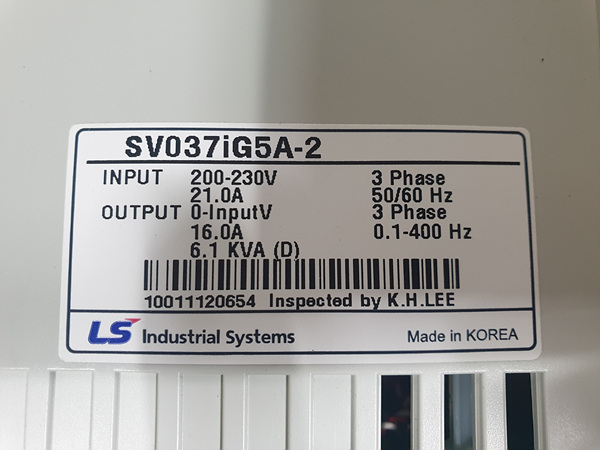 SV037iG5A-2
INPUT 200-230V 3 Phase
21.0A 50/60 Hz
OUTPUT 0-InputV 3 Phase
16.0A 0.1-400 Hz
6.1 KVA (D)
10011120654 Inspected by K.H.LEE
LS Industrial Systems Made in KOREA